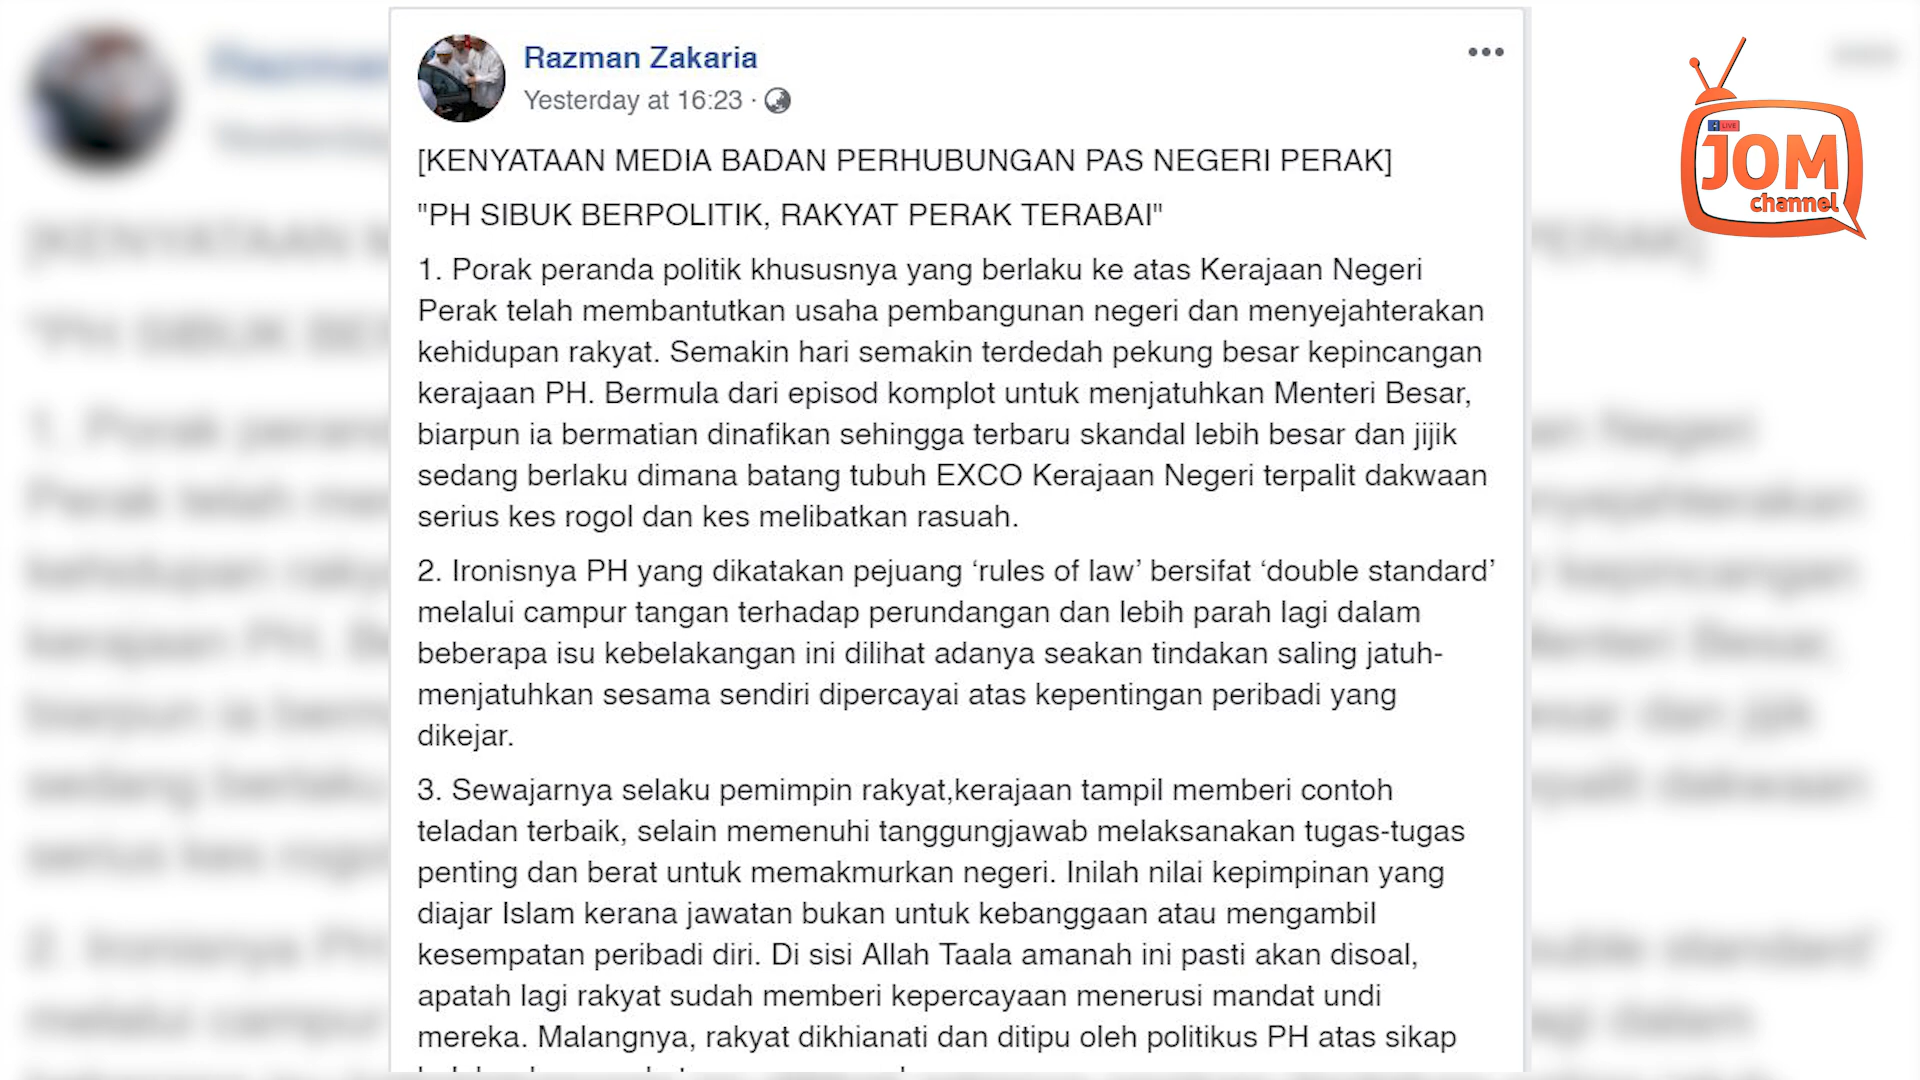 Razman Zakaria
Yesterday at 16:23 ·
[KENYATAAN MEDIA BADAN PERHUBUNGAN PAS NEGERI PERAK]
"PH SIBUK BERPOLITIK, RAKYAT PERAK TERABAI"
1. Porak peranda politik khususnya yang berlaku ke atas Kerajaan Negeri
Perak telah membantutkan usaha pembangunan negeri dan menyejahterakan
kehidupan rakyat. Semakin hari semakin terdedah pekung besar kepincangan
kerajaan PH. Bermula dari episod komplot untuk menjatuhkan Menteri Besar,
biarpun ia bermatian dinafikan sehingga terbaru skandal lebih besar dan jijik
sedang berlaku dimana batang tubuh EXCO Kerajaan Negeri terpalit dakwaan
serius kes rogol dan kes melibatkan rasuah.
2. Ironisnya PH yang dikatakan pejuang ‘rules of law’ bersifat ‘double standard’
melalui campur tangan terhadap perundangan dan lebih parah lagi dalam
beberapa isu kebelakangan ini dilihat adanya seakan tindakan saling jatuh-
menjatuhkan sesama sendiri dipercayai atas kepentingan peribadi yang
dikejar.
3. Sewajarnya selaku pemimpin rakyat,kerajaan tampil memberi contoh
teladan terbaik, selain memenuhi tanggungjawab melaksanakan tugas-tugas
penting dan berat untuk memakmurkan negeri. Inilah nilai kepimpinan yang
diajar Islam kerana jawatan bukan untuk kebanggaan atau mengambil
kesempatan peribadi diri. Di sisi Allah Taala amanah ini pasti akan disoal,
apatah lagi rakyat sudah memberi kepercayaan menerusi mandat undi
mereka. Malangnya, rakyat dikhianati dan ditipu oleh politikus PH atas sikap
LIVE
JOM
channel